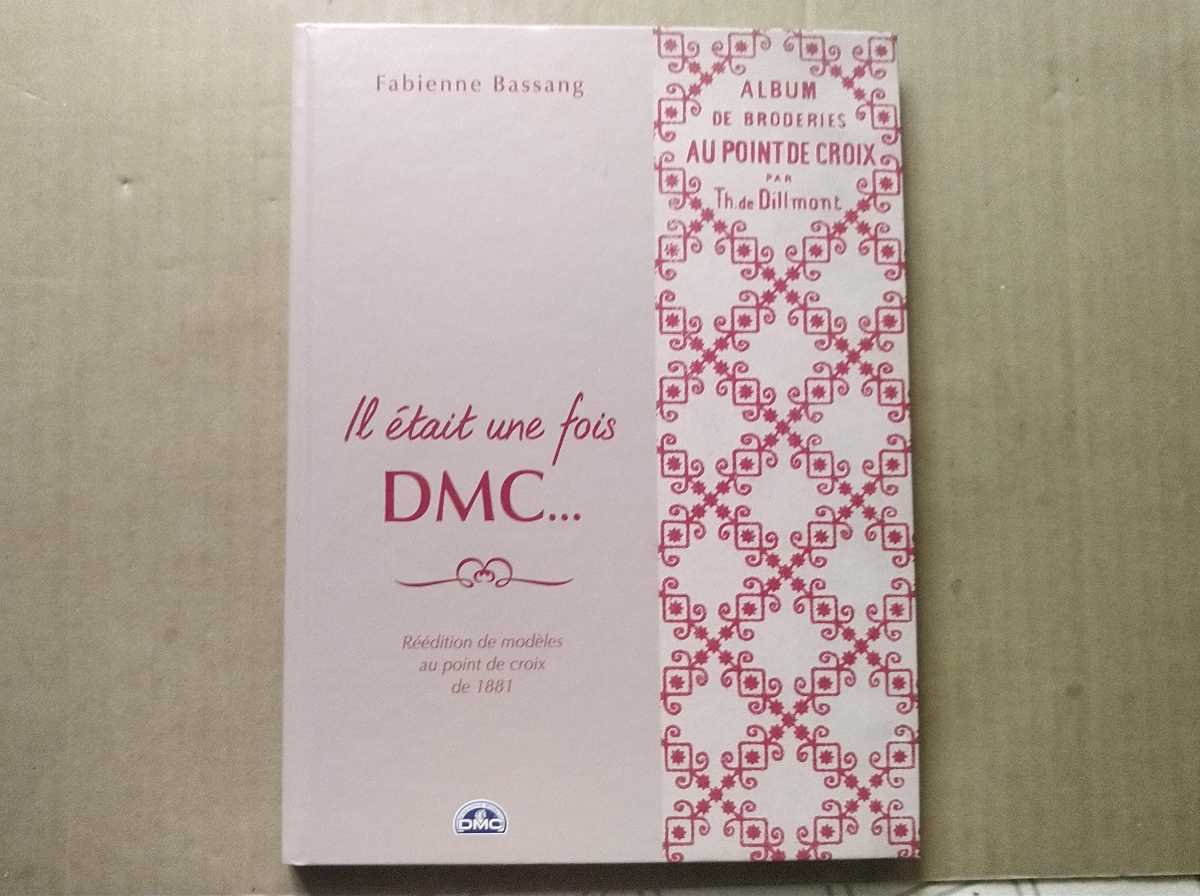 Fabienne Bassang
ALBUM
DE BRODERIES
AU POINT DE CROIX
PAR
Th. de Dillmont
Il était une fois
DMC...
Réédition de modèles
au point de croix
de 1881
DMC